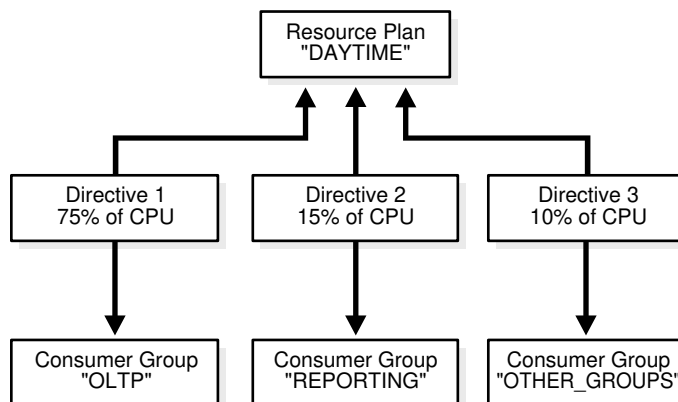 Resource Plan
"DAYTIME"
Directive 1
75% of CPU
Directive 2
15% of CPU
Directive 3
10% of CPU
Consumer Group
"OLTP"
Consumer Group
"REPORTING"
Consumer Group
"OTHER_GROUPS"